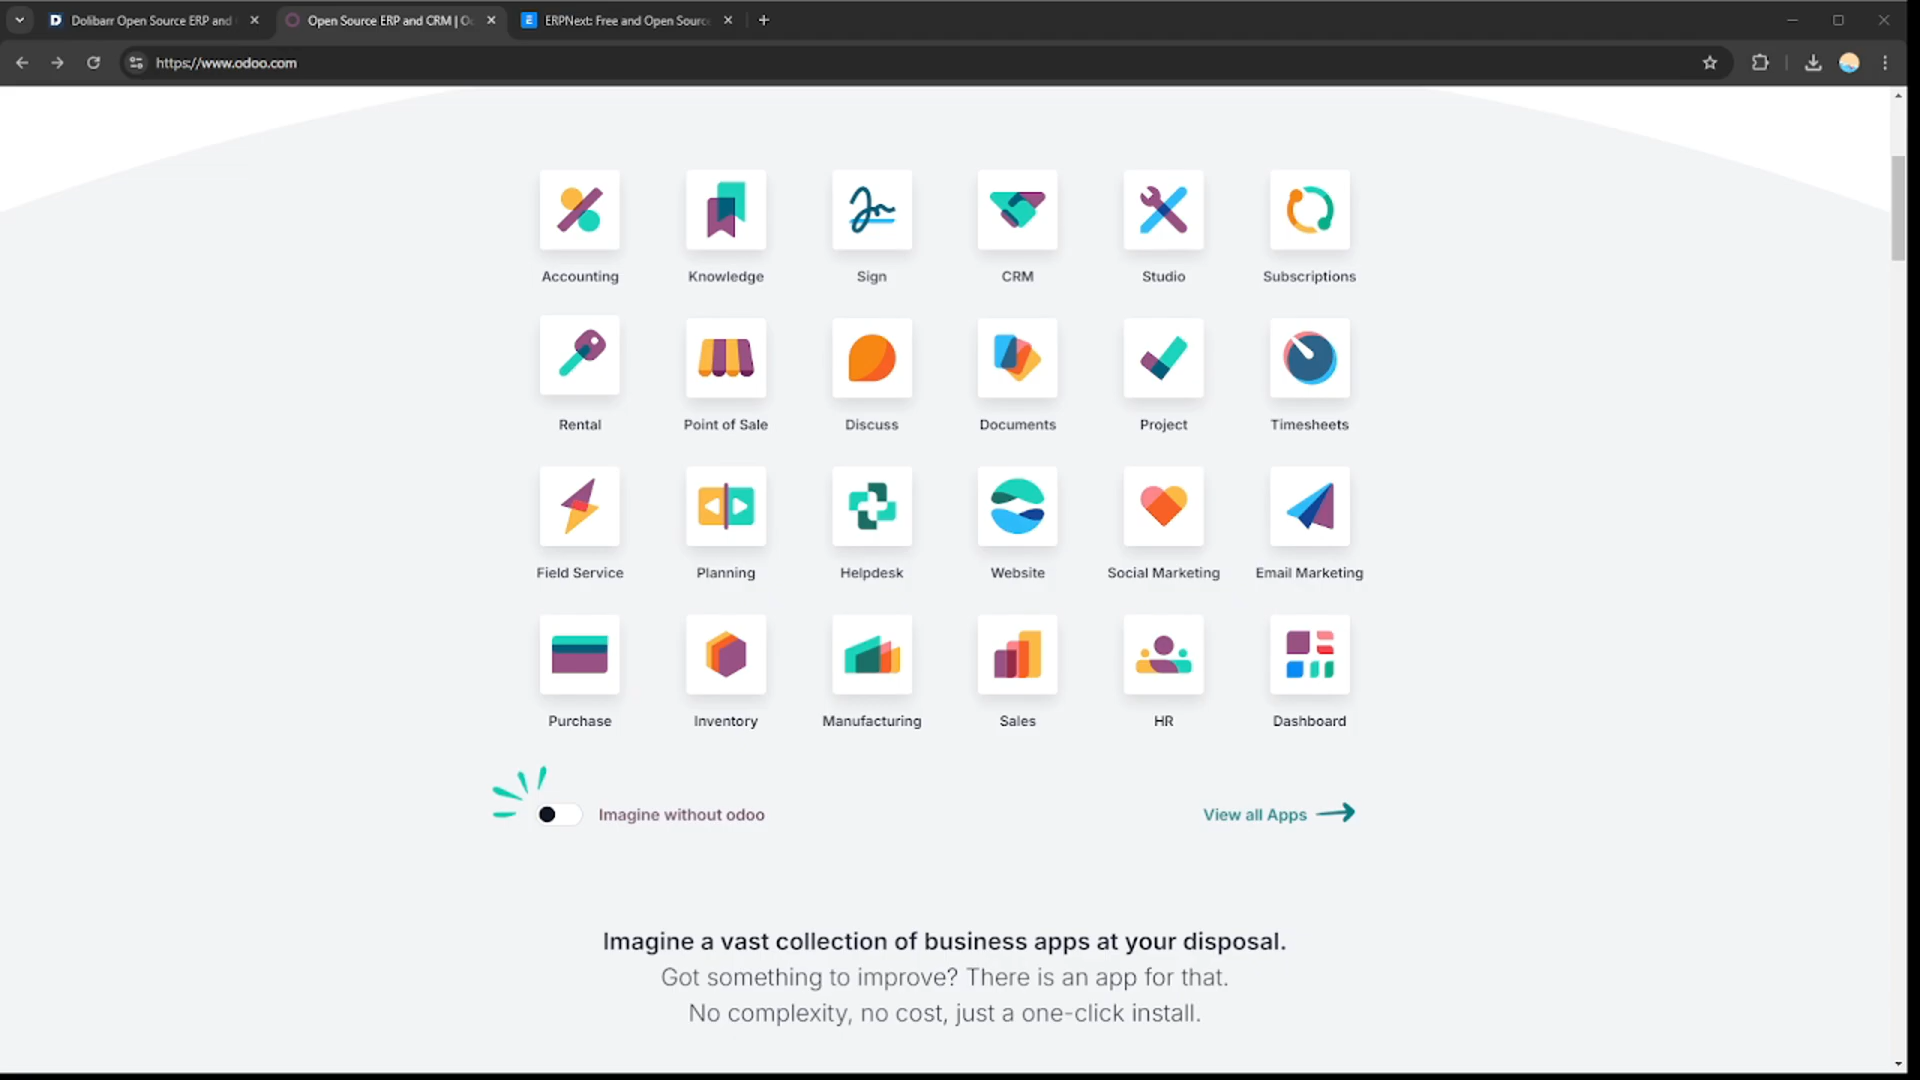 Dolibarr Open Source ERP and
Open Source ERP and CRM | Od
ERPNext: Free and Open Source
https://www.odoo.com
Accounting
Knowledge
Sign
CRM
Studio
Subscriptions
Rental
Point of Sale
Discuss
Documents
Project
Timesheets
Field Service
Planning
Helpdesk
Website
Social Marketing
Email Marketing
Purchase
Inventory
Manufacturing
Sales
HR
Dashboard
Imagine without odoo
View all Apps
Imagine a vast collection of business apps at your disposal.
Got something to improve? There is an app for that.
No complexity, no cost, just a one-click install.